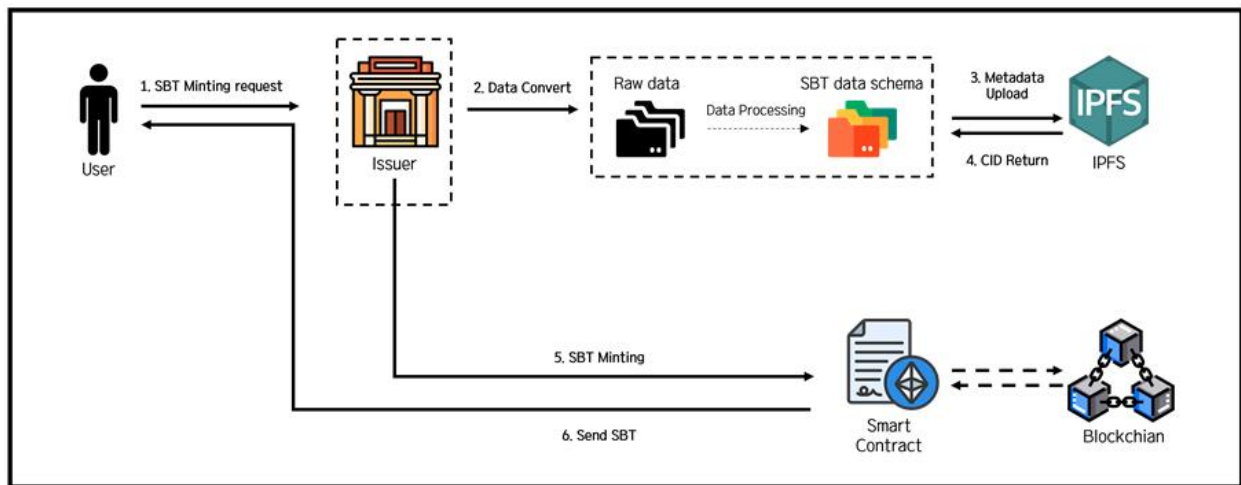 1. SBT Minting request
User
Issuer
2. Data Convert
Raw data
Data Processing
SBT data schema
3. Metadata
Upload
IPFS
4. CID Return
IPFS
5. SBT Minting
6. Send SBT
Smart
Contract
Blockchian